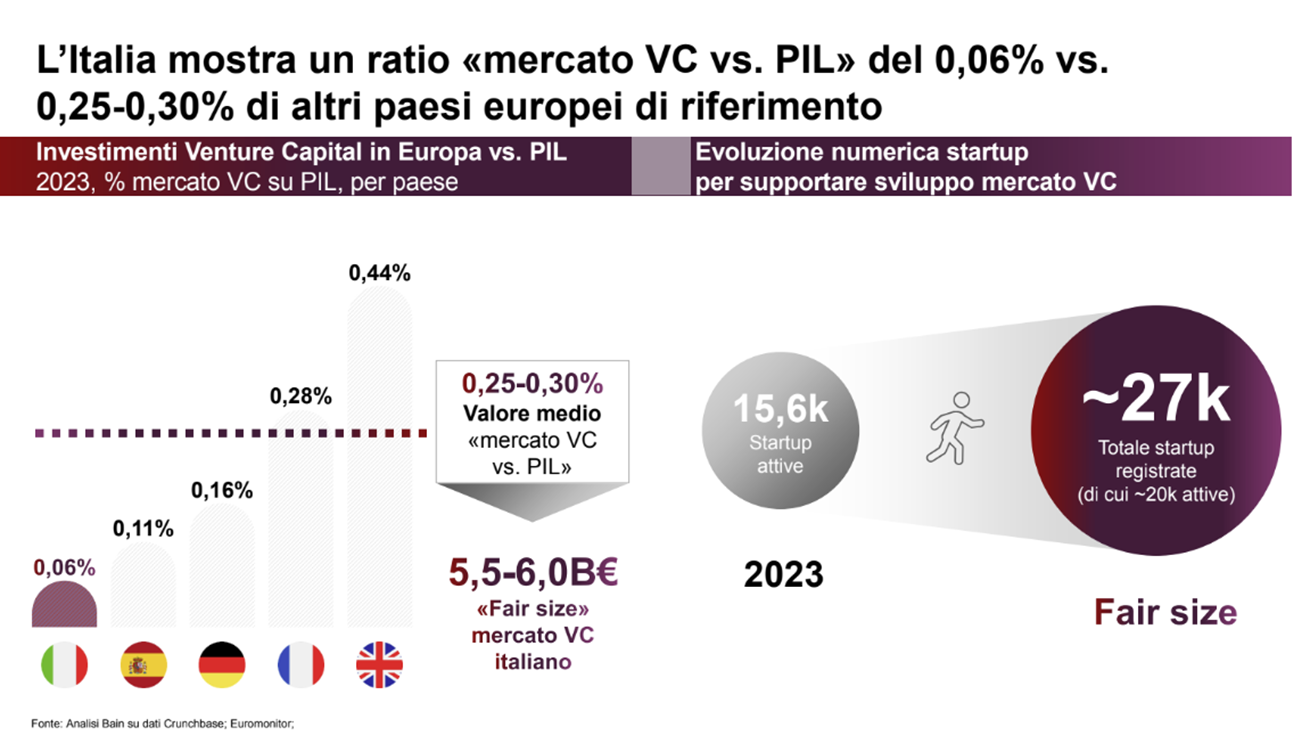 L’Italia mostra un ratio «mercato VC vs. PIL» del 0,06% vs.
0,25-0,30% di altri paesi europei di riferimento
Investimenti Venture Capital in Europa vs. PIL
2023, % mercato VC su PIL, per paese
Evoluzione numerica startup
per supportare sviluppo mercato VC
0,06%
0,11%
0,16%
0,28%
0,44%
0,25-0,30%
Valore medio
«mercato VC
vs. PIL»
5,5-6,0B€
«Fair size»
mercato VC
italiano
15,6k
Startup
attive
2023
~27k
Totale startup
registrate
(di cui ~20k attive)
Fair size
Fonte: Analisi Bain su dati Crunchbase; Euromonitor;